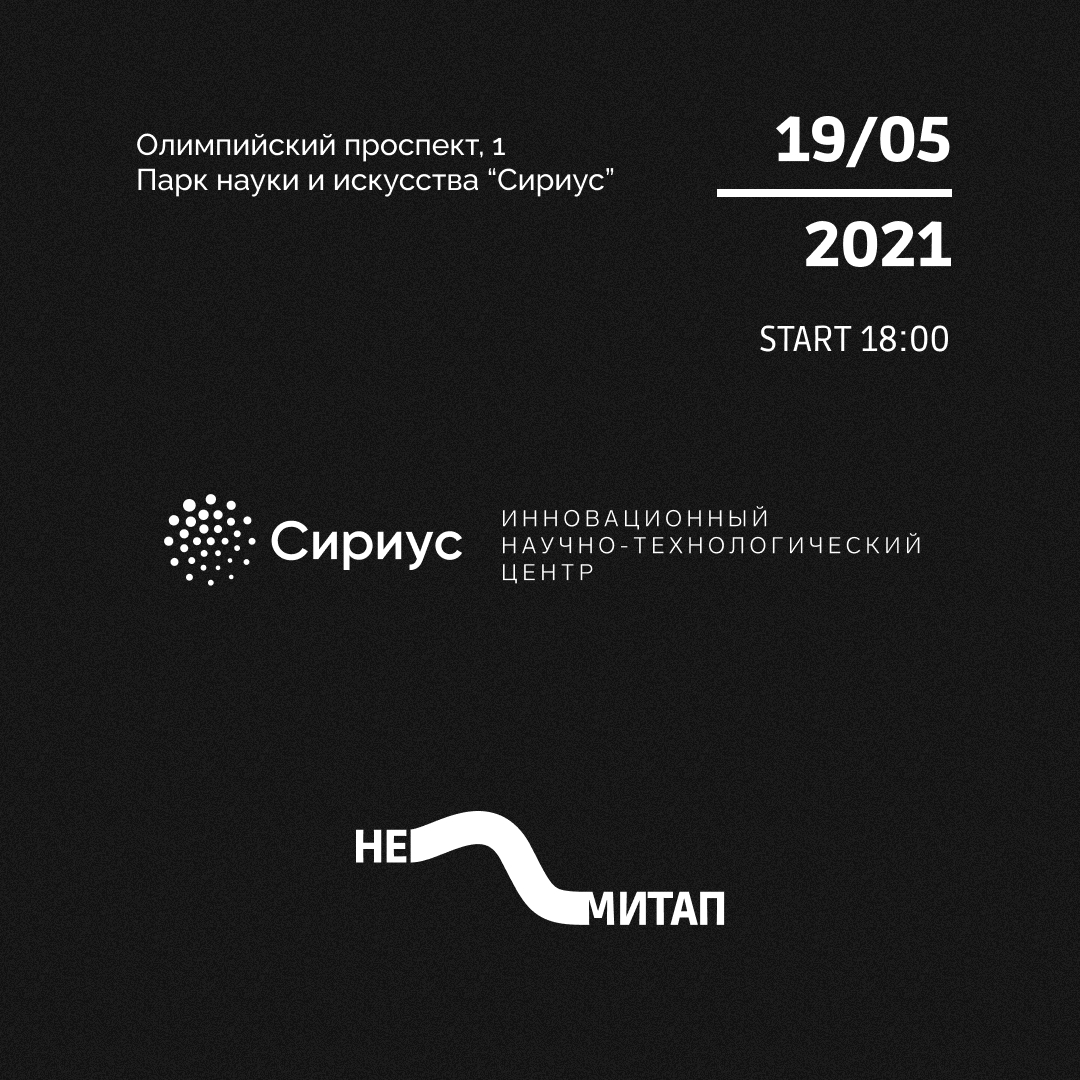 Олимпийский проспект, 1
Парк науки и искусства “Сириус”
19/05
2021
START 18:00
Сириус
ИННОВАЦИОННЫЙ
НАУЧНО-ТЕХНОЛОГИЧЕСКИЙ
ЦЕНТР
НЕ
МИТАП